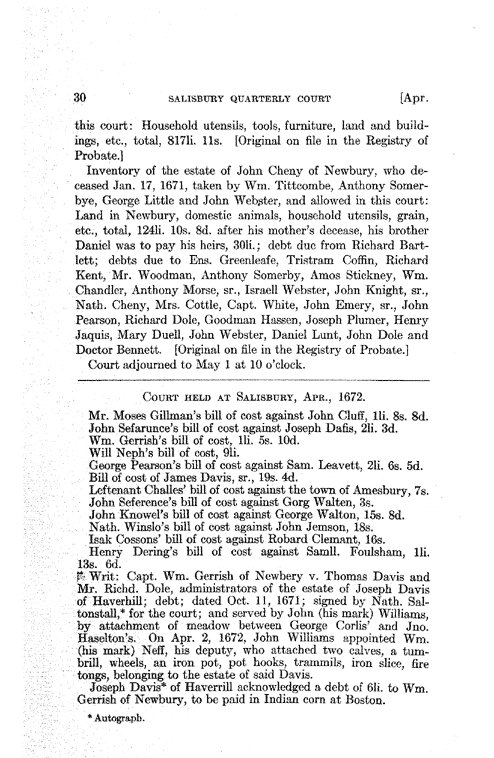 30 SALISBURY QUARTERLY COURT [Apr.
this court: Household utensils, tools, furniture, land and build-
ings, etc., total, 817li. 11s. [Original on file in the Registry of
Probate.]
Inventory of the estate of John Cheny of Newbury, who de-
ceased Jan. 17, 1671, taken by Wm. Tittcombe, Anthony Somer-
bye, George Little and John Webster, and allowed in this court:
Land in Newbury, domestic animals, household utensils, grain,
etc., total, 124li. 10s. 8d. after his mother's decease, his brother
Daniel was to pay his heirs, 30li.; debt due from Richard Bart-
lett; debts due to Ens. Greenleafe, Tristram Coffin, Richard
Kent, Mr. Woodman, Anthony Somerby, Amos Stickney, Wm.
Chandler, Anthony Morse, sr., Israell Webster, John Knight, sr.,
Nath. Cheny, Mrs. Cottle, Capt. White, John Emery, sr., John
Pearson, Richard Dole, Goodman Hassen, Joseph Plumer, Henry
Jaquis, Mary Duell, John Webster, Daniel Lunt, John Dole and
Doctor Bennett. [Original on file in the Registry of Probate.]
Court adjourned to May 1 at 10 o'clock.
COURT HELD AT SALISBURY, APR., 1672.
Mr. Moses Gillman's bill of cost against John Cluff, 1li. 8s. 8d.
John Sefarunce's bill of cost against Joseph Dafis, 2li. 3d.
Wm. Gerrish's bill of cost, 1li. 5s. 10d.
Will Neph's bill of cost, 9li.
George Pearson's bill of cost against Sam. Leavett, 2li. 6s. 5d.
Bill of cost of James Davis, sr., 19s. 4d.
Leftenant Challes' bill of cost against the town of Amesbury, 7s.
John Seference's bill of cost against Gorg Walten, 3s.
John Knowel's bill of cost against George Walton, 15s. 8d.
Nath. Winslo's bill of cost against John Jemson, 18s.
Isak Cossons' bill of cost against Robard Clemant, 16s.
Henry Dering's bill of cost against Samll. Foulsham, 1li.
13s. 6d.
Writ: Capt. Wm. Gerrish of Newbery v. Thomas Davis and
Mr. Richd. Dole, administrators of the estate of Joseph Davis
of Haverhill; debt; dated Oct. 11, 1671; signed by Nath. Sal-
tonstall,* for the court; and served by John (his mark) Williams,
by attachment of meadow between George Corlis' and Jno.
Haselton's. On Apr. 2, 1672, John Williams appointed Wm.
(his mark) Neff, his deputy, who attached two calves, a tum-
brill, wheels, an iron pot, pot hooks, trammils, iron slice, fire
tongs, belonging to the estate of said Davis.
Joseph Davis* of Haverrill acknowledged a debt of 6li. to Wm.
Gerrish of Newbury, to be paid in Indian corn at Boston.
* Autograph.